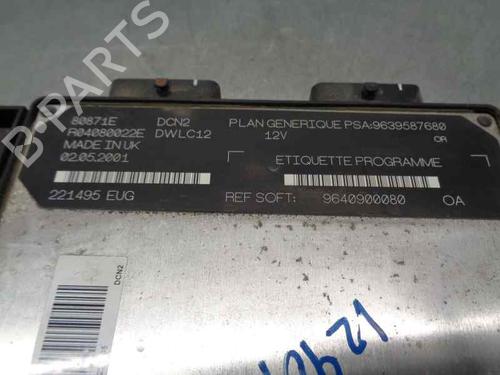 80871E DCN2 PLAN GENERIQUE PSA:9639587680
R04080022E DWLC12 12V OR
MADE IN UK
02.05.2001 ETIQUETTE PROGRAMME
221495 EUG REF SOFT: 9640900080 OA
DCN2
B-PARTS